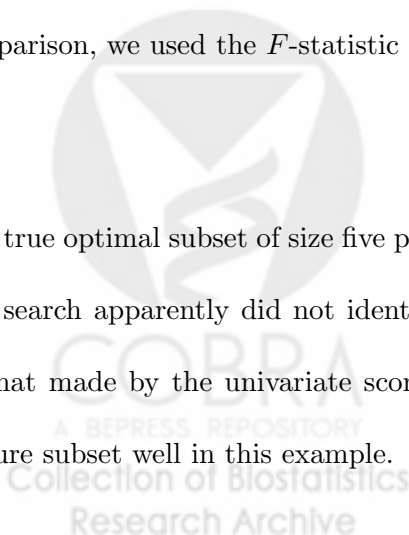 parison, we used the F-statistic
true optimal subset of size five p
search apparently did not ident
hat made by the univariate scor
COBRA
A BEPRESS REPOSITORY
ure subset well in this example.
Collection of Biostatistics
Research Archive